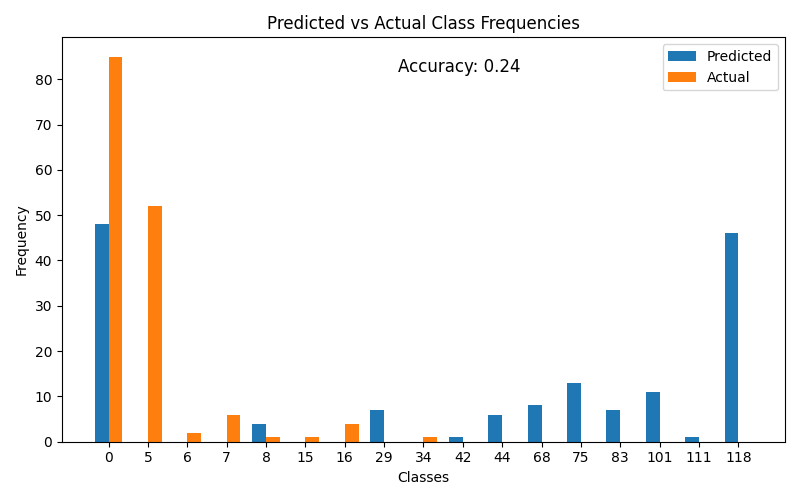 Predicted vs Actual Class Frequencies
Accuracy: 0.24
Predicted
Actual
80
70
60
50
40
30
20
10
0
Frequency
0 5 6 7 8 15 16 29 34 42 44 68 75 83 101 111 118
Classes